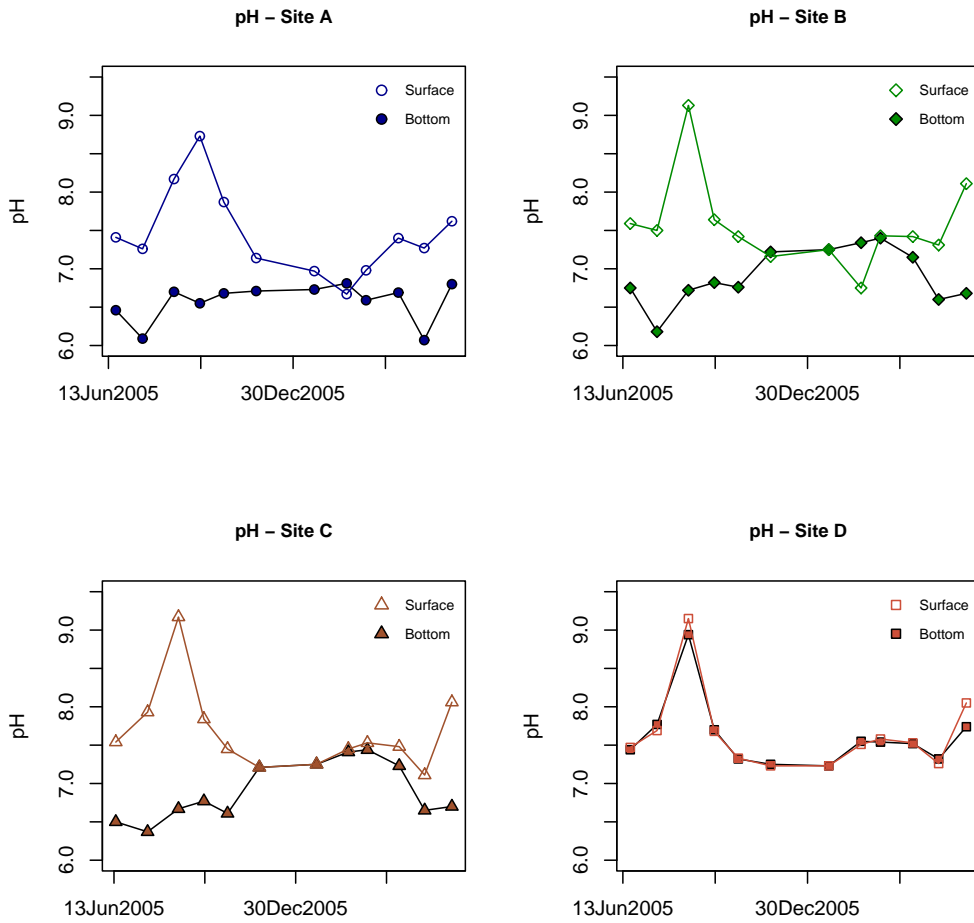 pH – Site A
Surface
Bottom
pH
9.0
8.0
7.0
6.0
13Jun2005 30Dec2005
pH – Site B
Surface
Bottom
pH
9.0
8.0
7.0
6.0
13Jun2005 30Dec2005
pH – Site C
Surface
Bottom
pH
9.0
8.0
7.0
6.0
13Jun2005 30Dec2005
pH – Site D
Surface
Bottom
pH
9.0
8.0
7.0
6.0
13Jun2005 30Dec2005